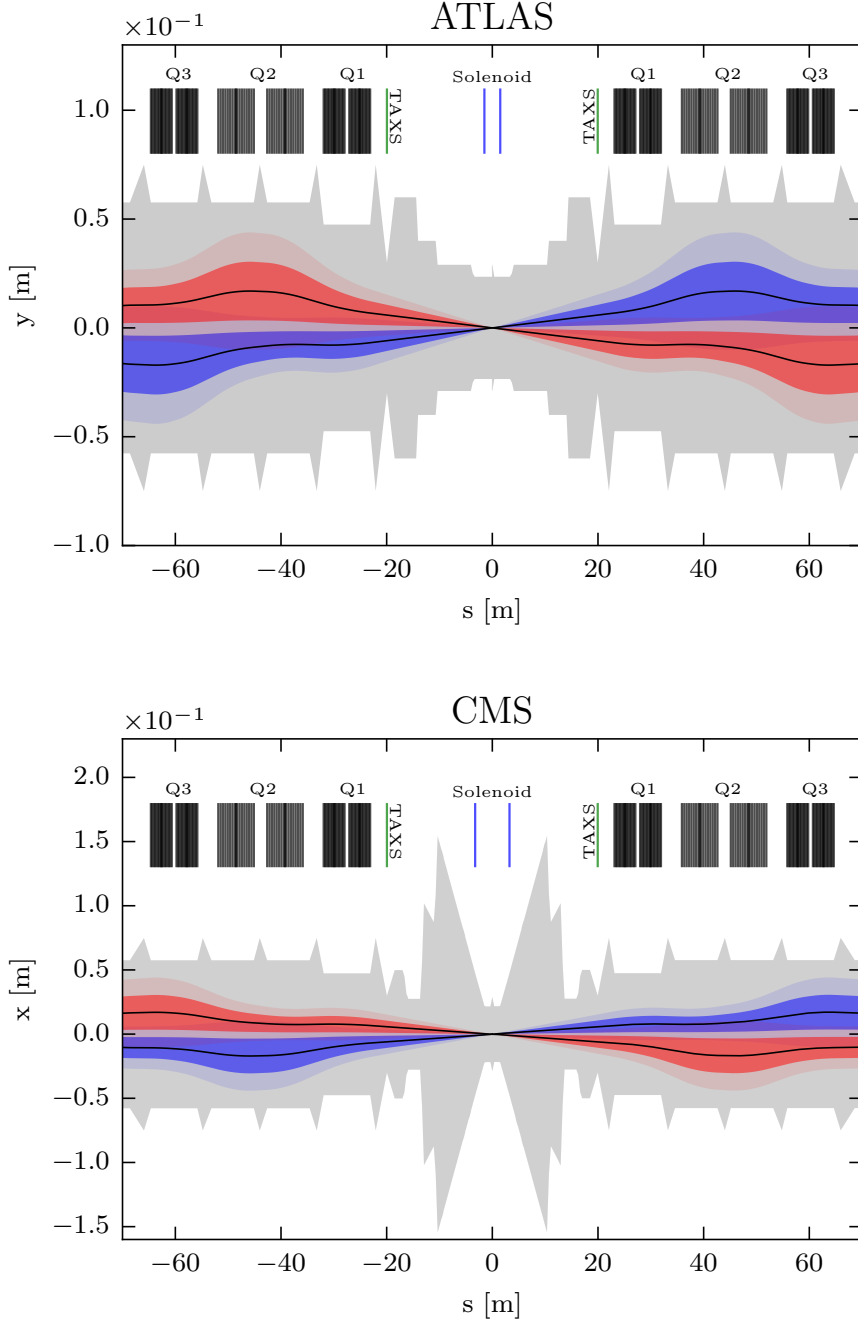 ATLAS
×10⁻¹
Q3 Q2 Q1 Solenoid Q1 Q2 Q3
TAXS TAXS
1.0
0.5
0.0
−0.5
−1.0
y [m]
−60 −40 −20 0 20 40 60
s [m]
CMS
×10⁻¹
2.0
Q3 Q2 Q1 Solenoid Q1 Q2 Q3
TAXS TAXS
1.5
1.0
0.5
0.0
−0.5
−1.0
−1.5
x [m]
−60 −40 −20 0 20 40 60
s [m]